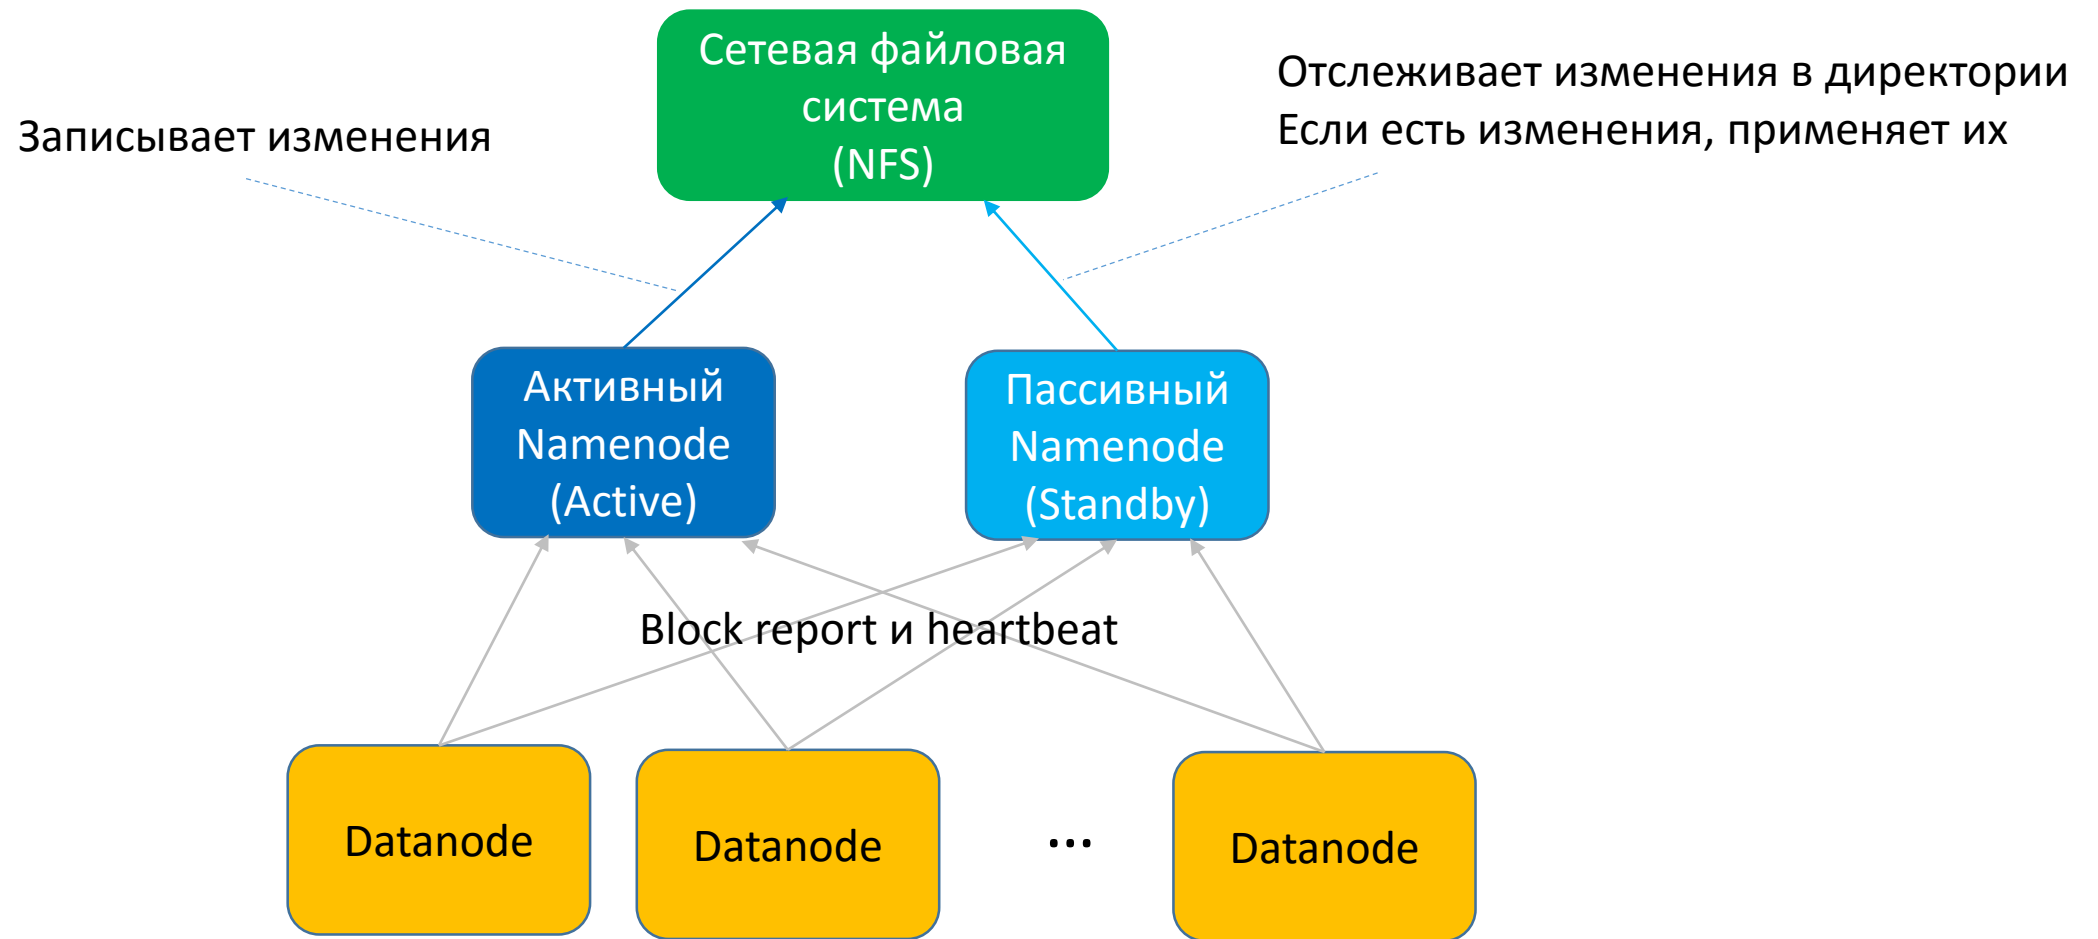 Сетевая файловая
система
(NFS)
Отслеживает изменения в директории
Если есть изменения, применяет их
Записывает изменения
Активный
Namenode
(Active)
Пассивный
Namenode
(Standby)
Block report и heartbeat
Datanode
Datanode
...
Datanode